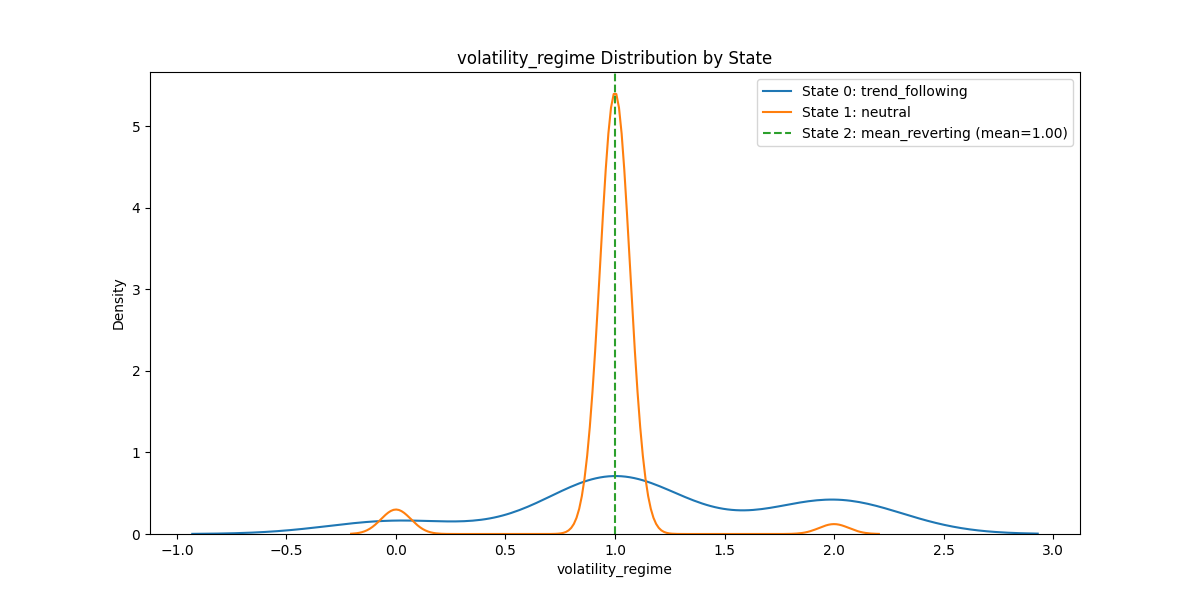 volatility_regime Distribution by State
State 0: trend_following
State 1: neutral
State 2: mean_reverting (mean=1.00)
Density
5
4
3
2
1
0
−1.0 −0.5 0.0 0.5 1.0 1.5 2.0 2.5 3.0
volatility_regime